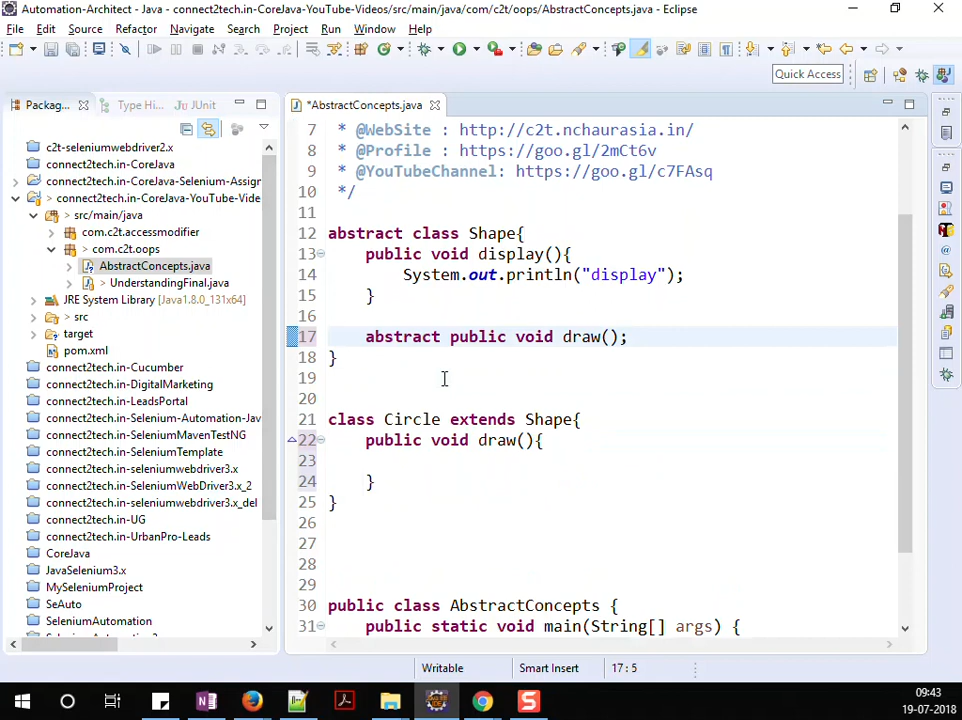 Automation-Architect - Java - connect2tech.in-CoreJava-YouTube-Videos/src/main/java/com/c2t/oops/AbstractConcepts.java - Eclipse
File Edit Source Refactor Navigate Search Project Run Window Help
Quick Access
Packag... Type Hi... JUnit
c2t-seleniumwebdriver2.x
connect2tech.in-CoreJava
connect2tech.in-CoreJava-Selenium-Assign
> connect2tech.in-CoreJava-YouTube-Vide
> src/main/java
com.c2t.accessmodifier
> com.c2t.oops
AbstractConcepts.java
> UnderstandingFinal.java
JRE System Library [Java1.8.0_131x64]
> src
target
pom.xml
connect2tech.in-Cucumber
connect2tech.in-DigitalMarketing
connect2tech.in-LeadsPortal
connect2tech.in-Selenium-Automation-Jav
connect2tech.in-SeleniumMavenTestNG
connect2tech.in-SeleniumTemplate
connect2tech.in-seleniumwebdriver3.x
connect2tech.in-SeleniumWebDriver3.x_2
connect2tech.in-seleniumwebdriver3.x_del
connect2tech.in-UG
connect2tech.in-UrbanPro-Leads
CoreJava
JavaSelenium3.x
MySeleniumProject
SeAuto
SeleniumAutomation
*AbstractConcepts.java
7 * @WebSite : http://c2t.nchaurasia.in/
8 * @Profile : https://goo.gl/2mCt6v
9 * @YouTubeChannel: https://goo.gl/c7FAsq
10 */
11
12 abstract class Shape{
13 public void display(){
14 System.out.println("display");
15 }
16
17 abstract public void draw();
18 }
19
20
21 class Circle extends Shape{
22 public void draw(){
23
24 }
25 }
26
27
28
29
30 public class AbstractConcepts {
31 public static void main(String[] args) {
Writable Smart Insert 17 : 5
09:43
19-07-2018